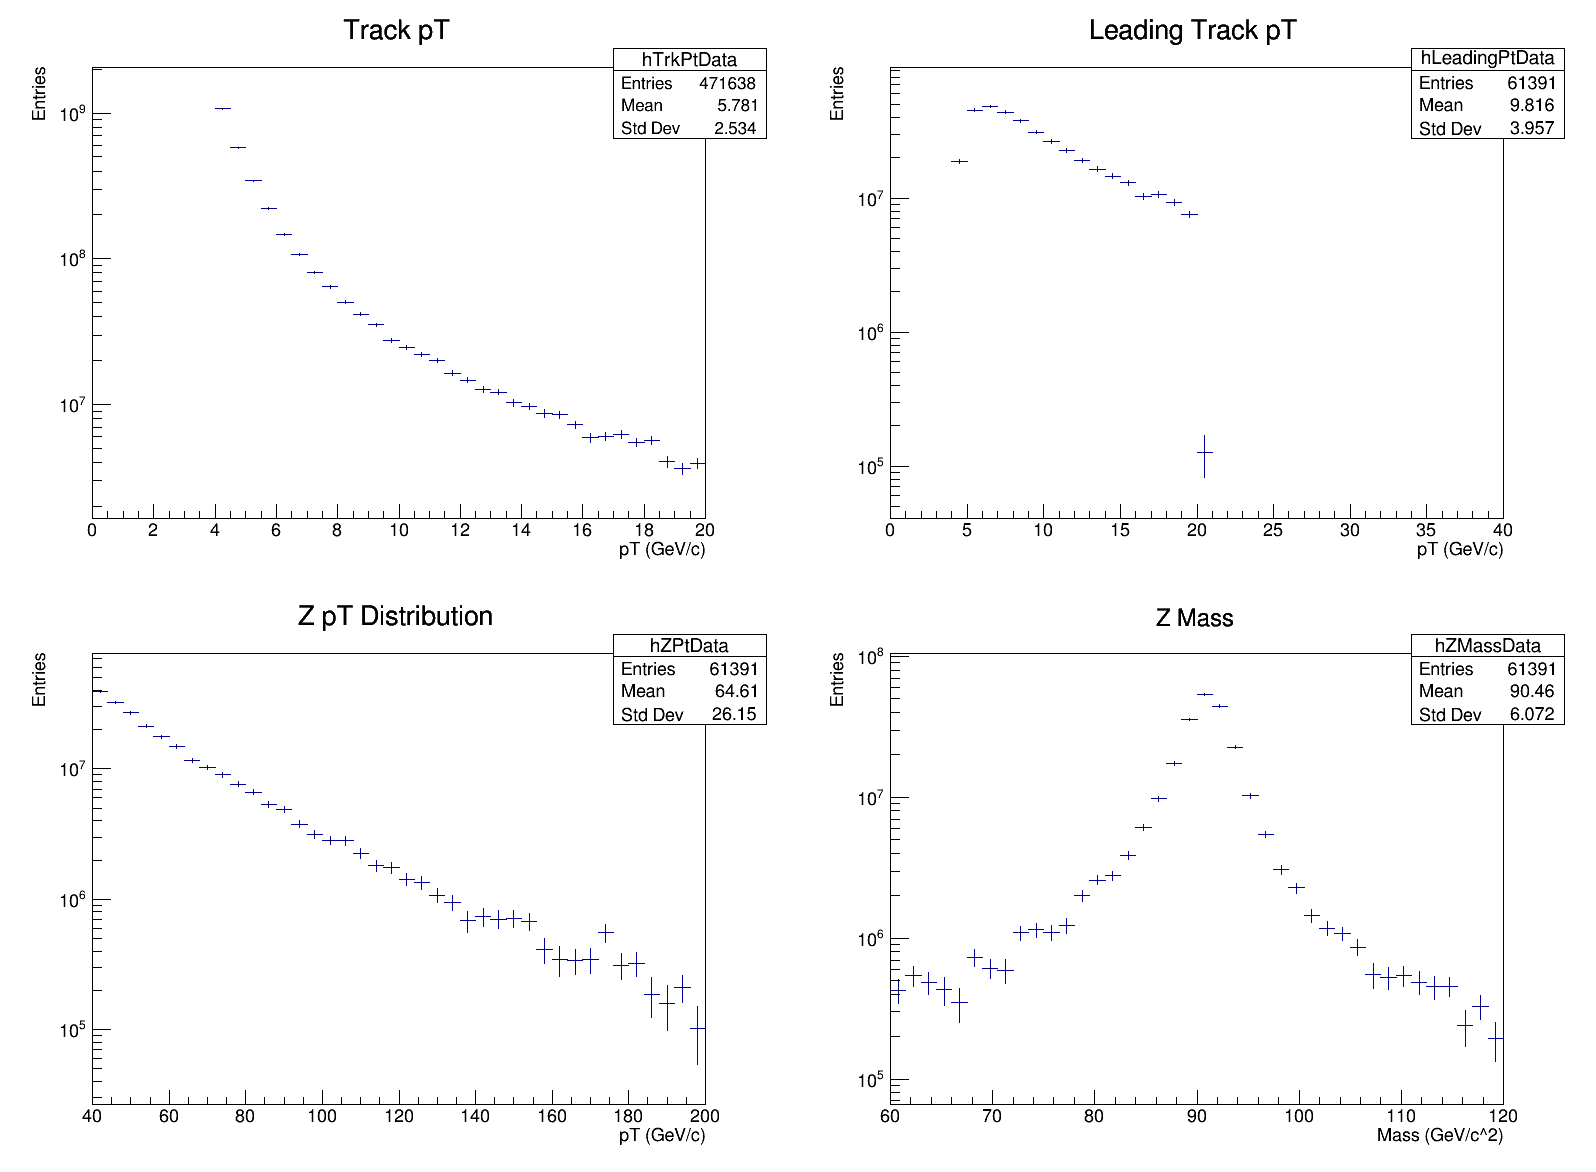 Track pT
Entries
hTrkPtData
Entries 471638
Mean 5.781
Std Dev 2.534
10^9
10^8
10^7
0 2 4 6 8 10 12 14 16 18 20
pT (GeV/c)
Leading Track pT
Entries
hLeadingPtData
Entries 61391
Mean 9.816
Std Dev 3.957
10^7
10^6
10^5
0 5 10 15 20 25 30 35 40
pT (GeV/c)
Z pT Distribution
Entries
hZPtData
Entries 61391
Mean 64.61
Std Dev 26.15
10^7
10^6
10^5
40 60 80 100 120 140 160 180 200
pT (GeV/c)
Z Mass
Entries
hZMassData
Entries 61391
Mean 90.46
Std Dev 6.072
10^8
10^7
10^6
10^5
60 70 80 90 100 110 120
Mass (GeV/c^2)